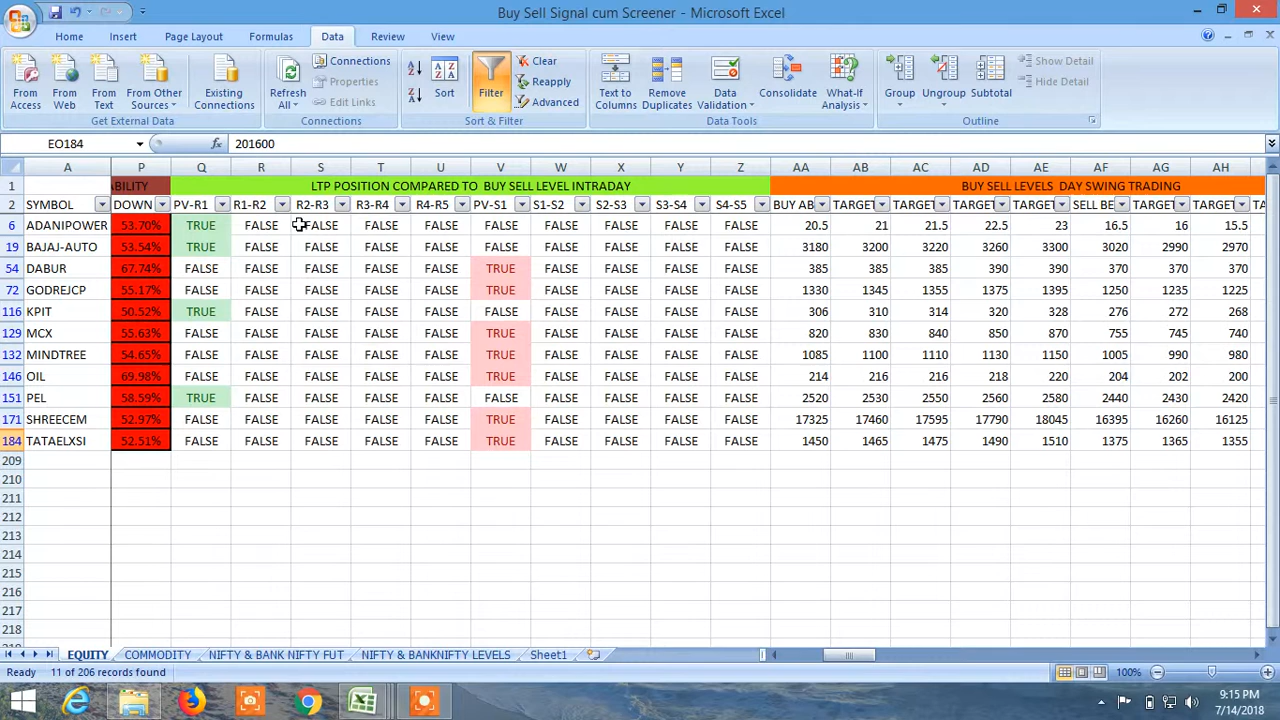 Buy Sell Signal cum Screener - Microsoft Excel
Home Insert Page Layout Formulas Data Review View
From Access From Web From Text From Other Sources Existing Connections Refresh All Connections Properties Edit Links Sort Filter Clear Reapply Advanced Text to Columns Remove Duplicates Data Validation Consolidate What-If Analysis Group Ungroup Subtotal Show Detail Hide Detail
Get External Data Connections Sort & Filter Data Tools Outline
EO184 fx 201600
A P Q R S T U V W X Y Z AA AB AC AD AE AF AG AH
1 ABILITY LTP POSITION COMPARED TO BUY SELL LEVEL INTRADAY BUY SELL LEVELS DAY SWING TRADING
2 SYMBOL DOWN PV-R1 R1-R2 R2-R3 R3-R4 R4-R5 PV-S1 S1-S2 S2-S3 S3-S4 S4-S5 BUY AB TARGET TARGET TARGET TARGET SELL BE TARGET TARGET TA
6 ADANIPOWER 53.70% TRUE FALSE FALSE FALSE FALSE FALSE FALSE FALSE FALSE FALSE 20.5 21 21.5 22.5 23 16.5 16 15.5
19 BAJAJ-AUTO 53.54% TRUE FALSE FALSE FALSE FALSE FALSE FALSE FALSE FALSE FALSE 3180 3200 3220 3260 3300 3020 2990 2970
54 DABUR 67.74% FALSE FALSE FALSE FALSE FALSE TRUE FALSE FALSE FALSE FALSE 385 385 385 390 390 370 370 370
72 GODREJCP 55.17% FALSE FALSE FALSE FALSE FALSE TRUE FALSE FALSE FALSE FALSE 1330 1345 1355 1375 1395 1250 1235 1225
116 KPIT 50.52% TRUE FALSE FALSE FALSE FALSE FALSE FALSE FALSE FALSE FALSE 306 310 314 320 328 276 272 268
129 MCX 55.63% FALSE FALSE FALSE FALSE FALSE TRUE FALSE FALSE FALSE FALSE 820 830 840 850 870 755 745 740
132 MINDTREE 54.65% FALSE FALSE FALSE FALSE FALSE TRUE FALSE FALSE FALSE FALSE 1085 1100 1110 1130 1150 1005 990 980
146 OIL 69.98% FALSE FALSE FALSE FALSE FALSE TRUE FALSE FALSE FALSE FALSE 214 216 216 218 220 204 202 200
151 PEL 58.59% TRUE FALSE FALSE FALSE FALSE FALSE FALSE FALSE FALSE FALSE 2520 2530 2550 2560 2580 2440 2430 2420
171 SHREECEM 52.97% FALSE FALSE FALSE FALSE FALSE TRUE FALSE FALSE FALSE FALSE 17325 17460 17595 17790 18045 16395 16260 16125
184 TATAELXSI 52.51% FALSE FALSE FALSE FALSE FALSE TRUE FALSE FALSE FALSE FALSE 1450 1465 1475 1490 1510 1375 1365 1355
209
210
211
212
213
214
215
216
217
218
EQUITY COMMODITY NIFTY & BANK NIFTY FUT NIFTY & BANKNIFTY LEVELS Sheet1
Ready 11 of 206 records found 100%
9:15 PM
7/14/2018